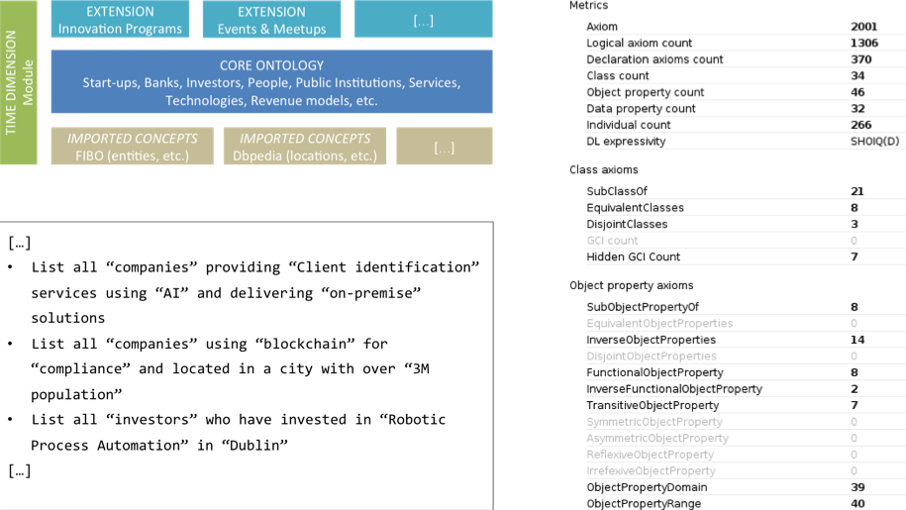 TIME DIMENSION
Module
EXTENSION
Innovation Programs
EXTENSION
Events & Meetups
[...]
CORE ONTOLOGY
Start-ups, Banks, Investors, People, Public Institutions, Services,
Technologies, Revenue models, etc.
IMPORTED CONCEPTS
FIBO (entities, etc.)
IMPORTED CONCEPTS
Dbpedia (locations, etc.)
[...]
[…]
• List all “companies” providing “Client identification”
services using “AI” and delivering “on-premise”
solutions
• List all “companies” using “blockchain” for
“compliance” and located in a city with over “3M
population”
• List all “investors” who have invested in “Robotic
Process Automation” in “Dublin”
[…]
Metrics
Axiom 2001
Logical axiom count 1306
Declaration axioms count 370
Class count 34
Object property count 46
Data property count 32
Individual count 266
DL expressivity SHOIQ(D)
Class axioms
SubClassOf 21
EquivalentClasses 8
DisjointClasses 3
GCI count 0
Hidden GCI Count 7
Object property axioms
SubObjectPropertyOf 8
EquivalentObjectProperties 0
InverseObjectProperties 14
DisjointObjectProperties 0
FunctionalObjectProperty 8
InverseFunctionalObjectProperty 2
TransitiveObjectProperty 7
SymmetricObjectProperty 0
AsymmetricObjectProperty 0
ReflexiveObjectProperty 0
IrrefexiveObjectProperty 0
ObjectPropertyDomain 39
ObjectPropertyRange 40